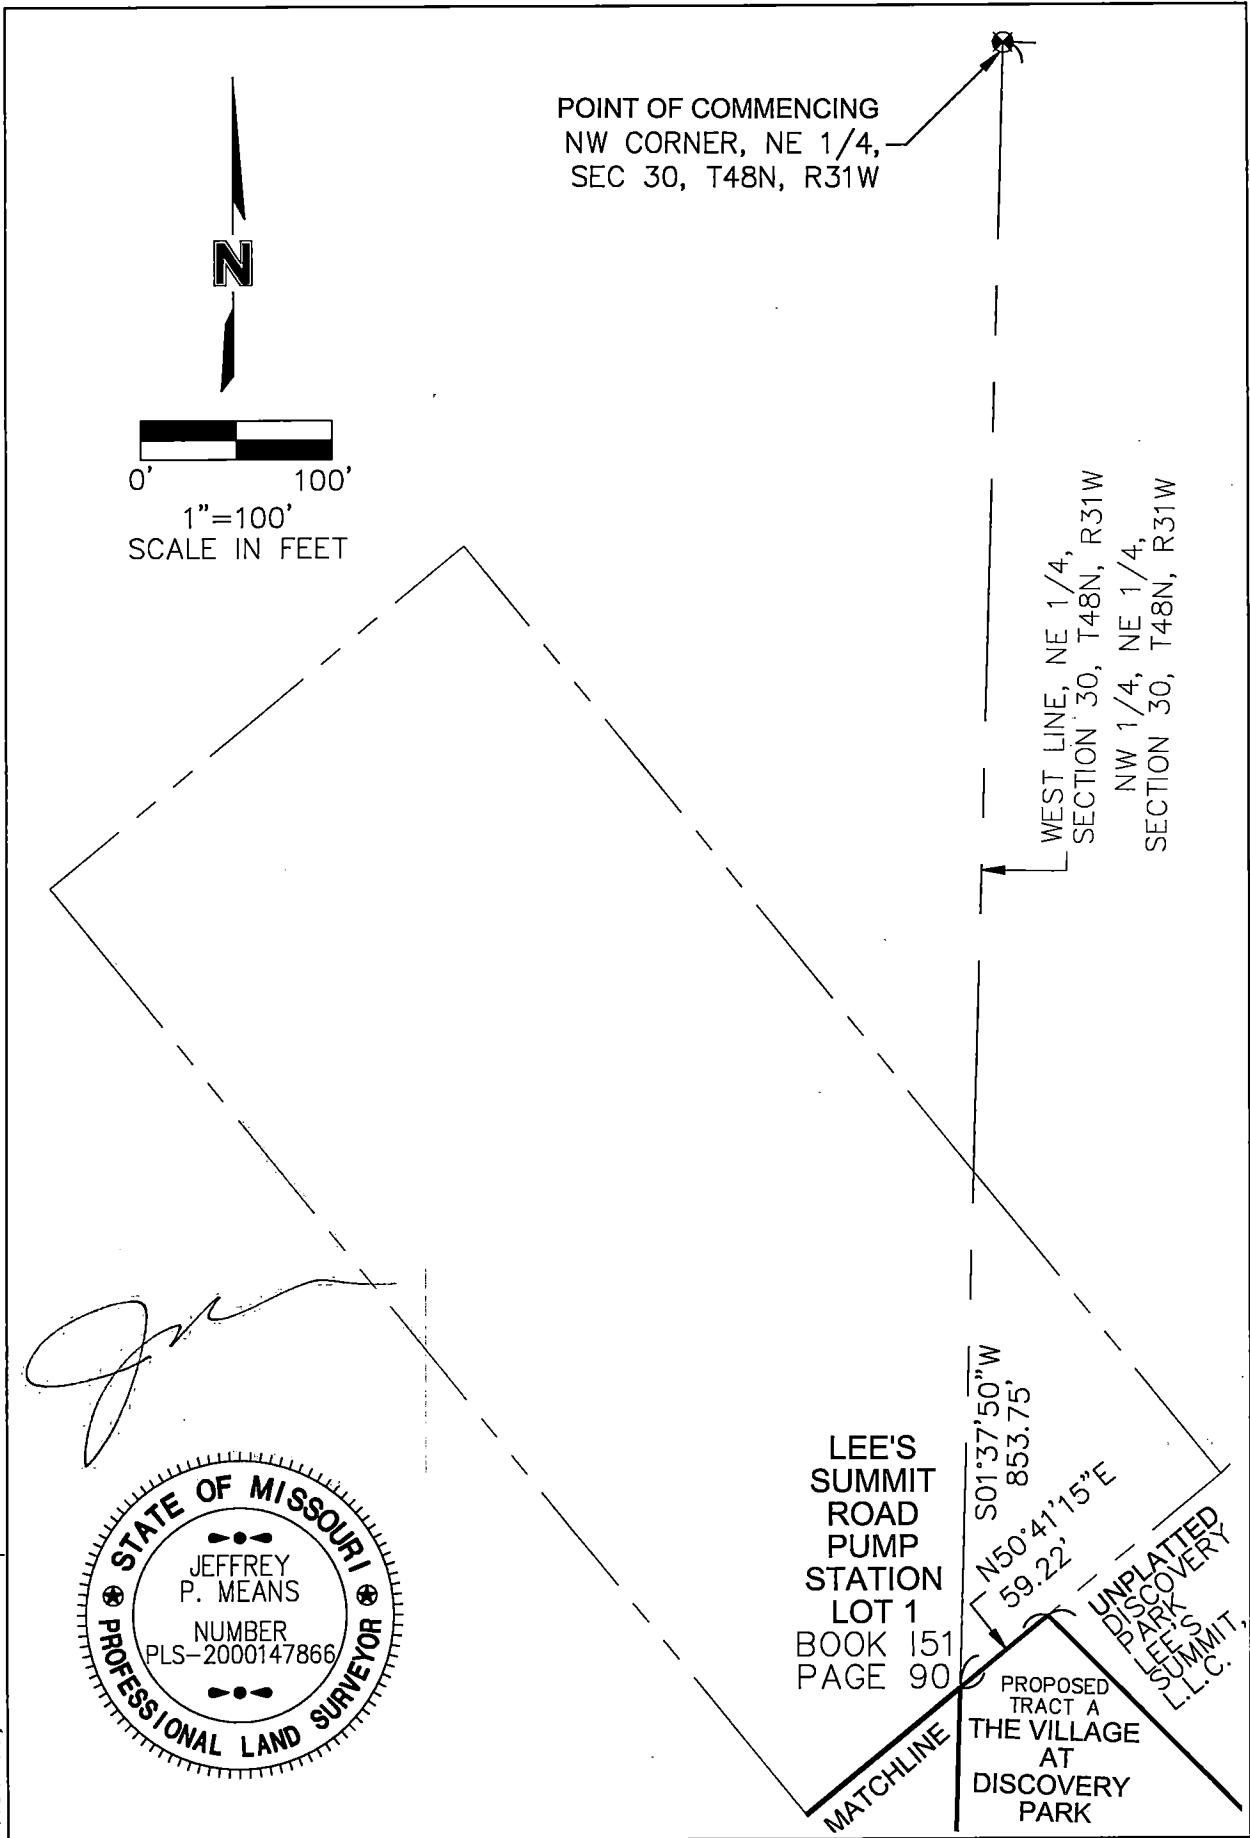 POINT OF COMMENCING
NW CORNER, NE 1/4,
SEC 30, T48N, R31W
N
0' 100'
1"=100'
SCALE IN FEET
WEST LINE, NE 1/4,
SECTION 30, T48N, R31W
NW 1/4, NE 1/4,
SECTION 30, T48N, R31W
S01°37'50"W
853.75'
N50°41'15"E
59.22'
LEE'S
SUMMIT
ROAD
PUMP
STATION
LOT 1
BOOK I51
PAGE 90
UNPLATTED
DISCOVERY
PARK
LEE'S
SUMMIT,
L.L.C.
MATCHLINE
PROPOSED
TRACT A
THE VILLAGE
AT
DISCOVERY
PARK
STATE OF MISSOURI
JEFFREY
P. MEANS
NUMBER
PLS-2000147866
PROFESSIONAL LAND SURVEYOR